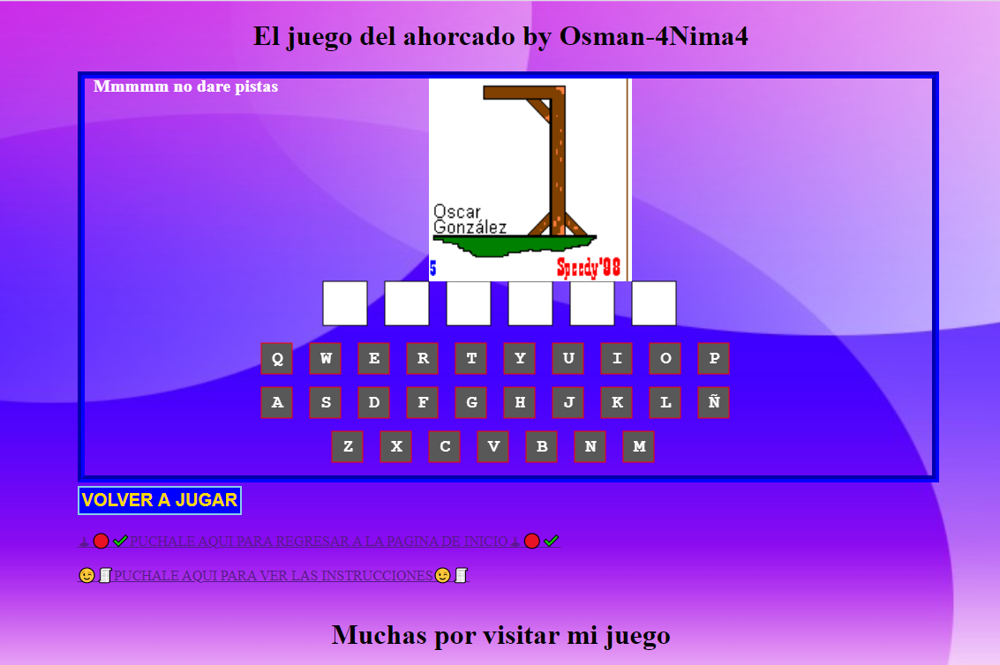 El juego del ahorcado by Osman-4Nima4
Mmmmm no dare pistas
Oscar
González
5
Speedy'98
Q W E R T Y U I O P
A S D F G H J K L Ñ
Z X C V B N M
VOLVER A JUGAR
PUCHALE AQUI PARA REGRESAR A LA PAGINA DE INICIO
PUCHALE AQUI PARA VER LAS INSTRUCCIONES
Muchas por visitar mi juego